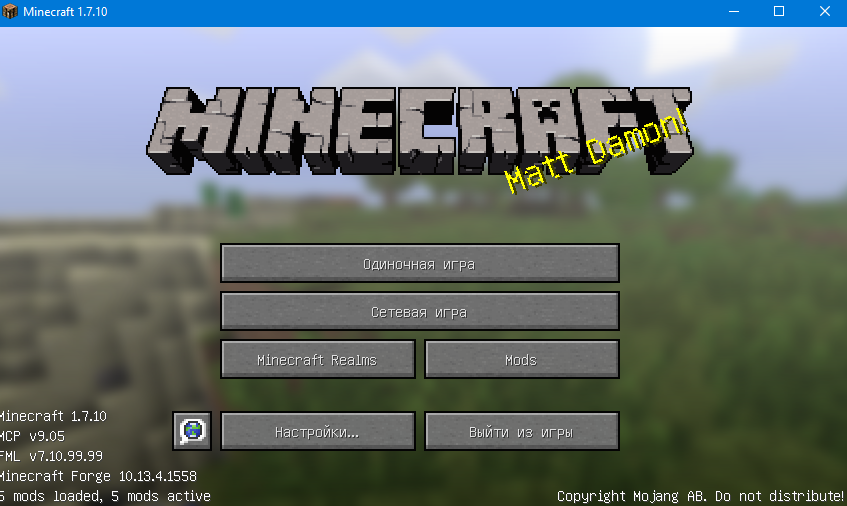 Minecraft 1.7.10
MINECRAFT
Matt Damon!
Одиночная игра
Сетевая игра
Minecraft Realms
Mods
Настройки...
Выйти из игры
Minecraft 1.7.10
MCP v9.05
FML v7.10.99.99
Minecraft Forge 10.13.4.1558
5 mods loaded, 5 mods active
Copyright Mojang AB. Do not distribute!